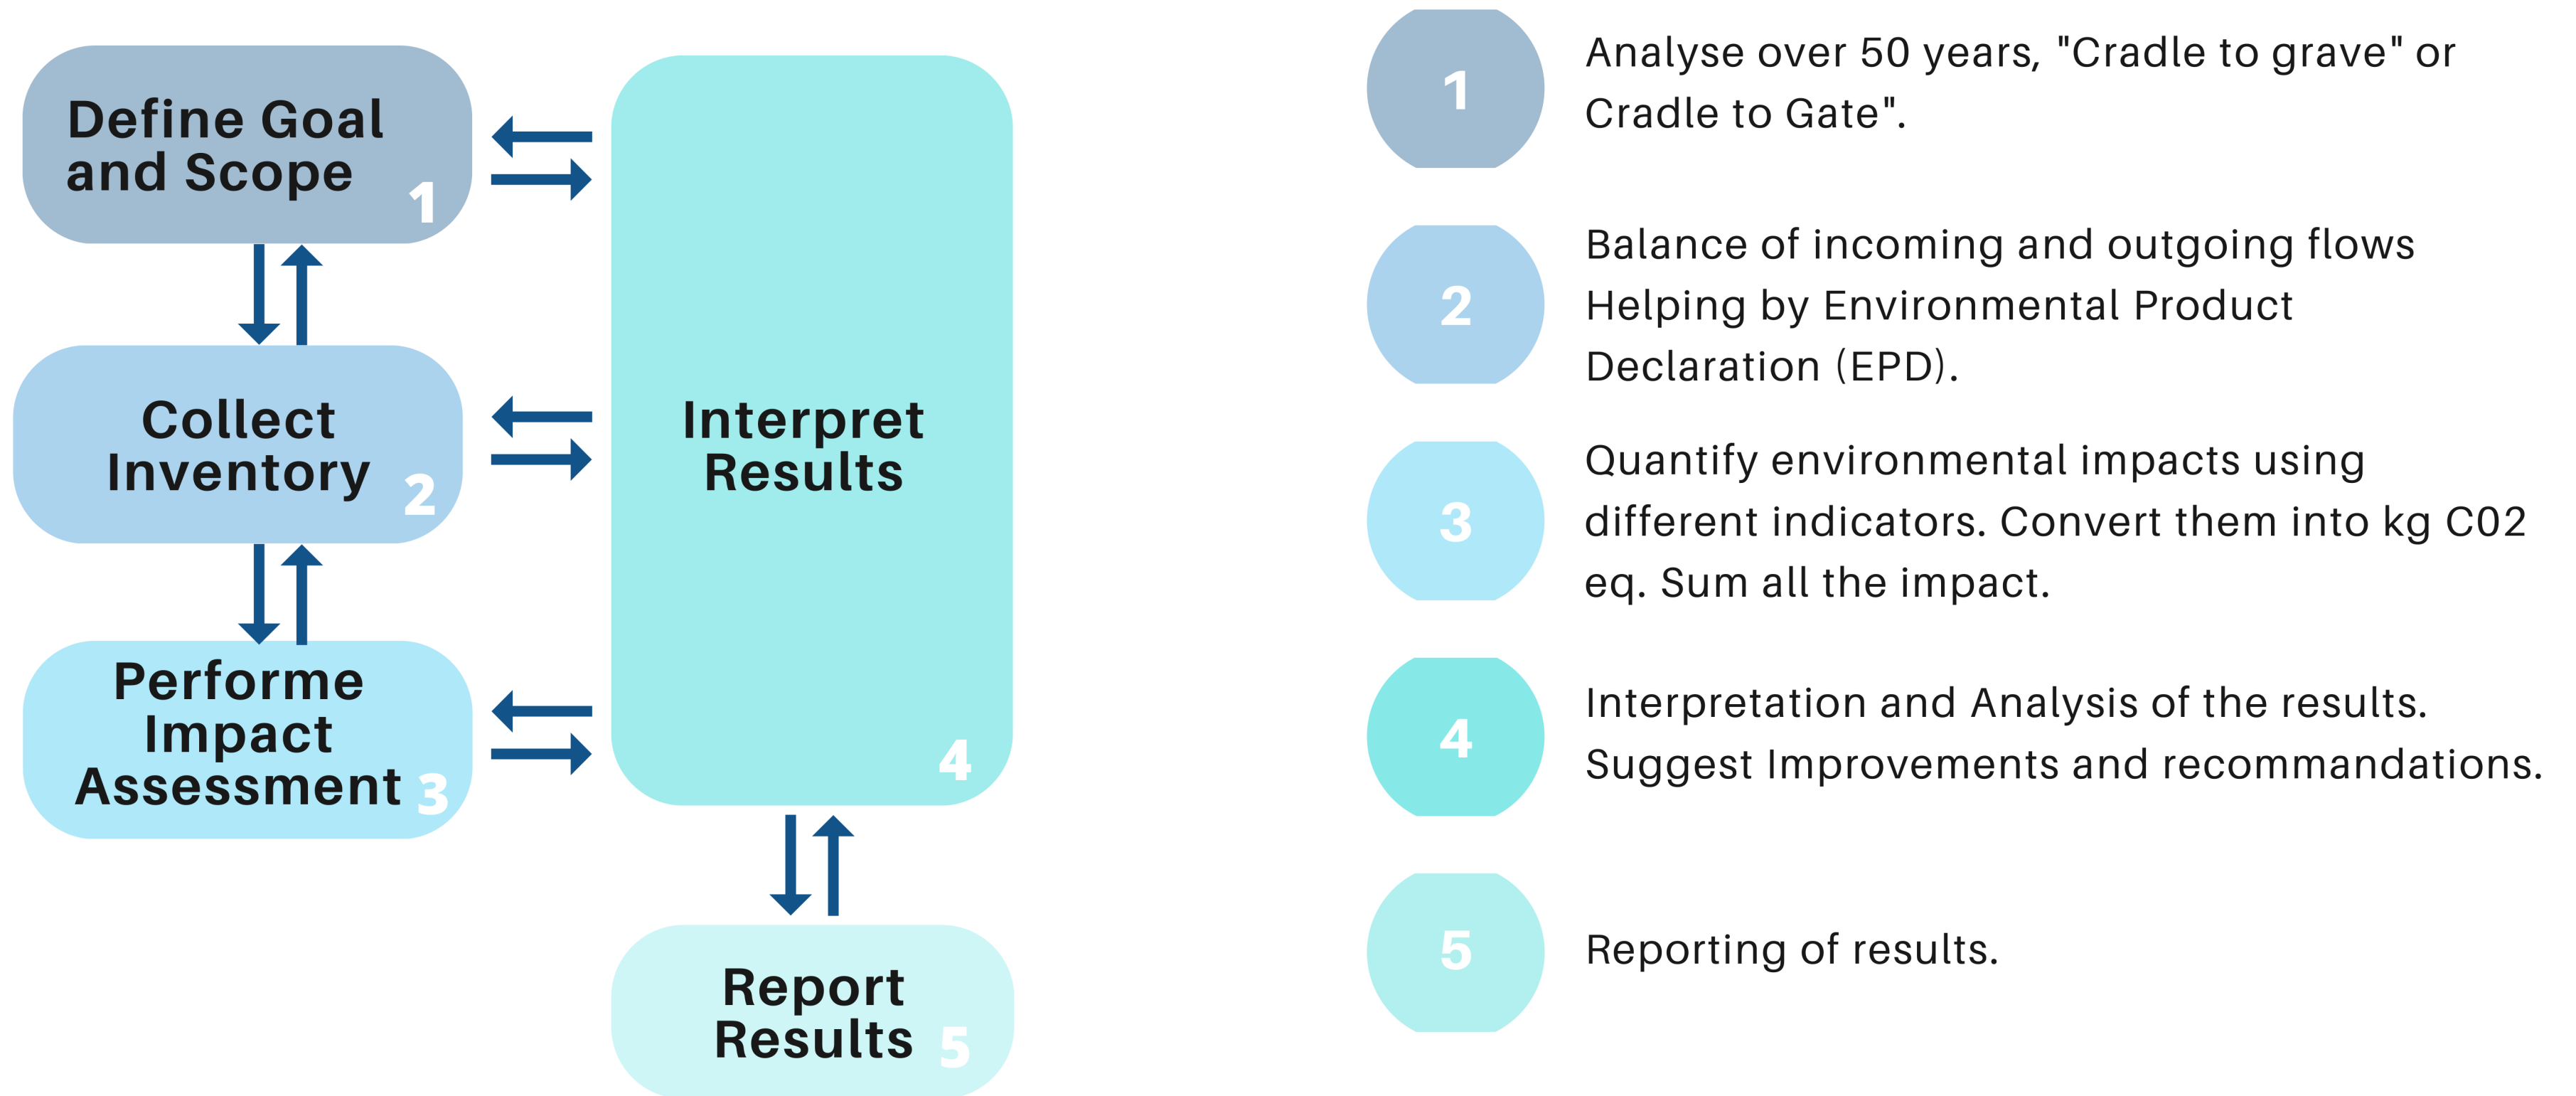 Define Goal
and Scope
1
Collect
Inventory
2
Performe
Impact
Assessment
3
Interpret
Results
4
Report
Results
5
1
Analyse over 50 years, "Cradle to grave" or
Cradle to Gate".
2
Balance of incoming and outgoing flows
Helping by Environmental Product
Declaration (EPD).
3
Quantify environmental impacts using
different indicators. Convert them into kg C02
eq. Sum all the impact.
4
Interpretation and Analysis of the results.
Suggest Improvements and recommandations.
5
Reporting of results.